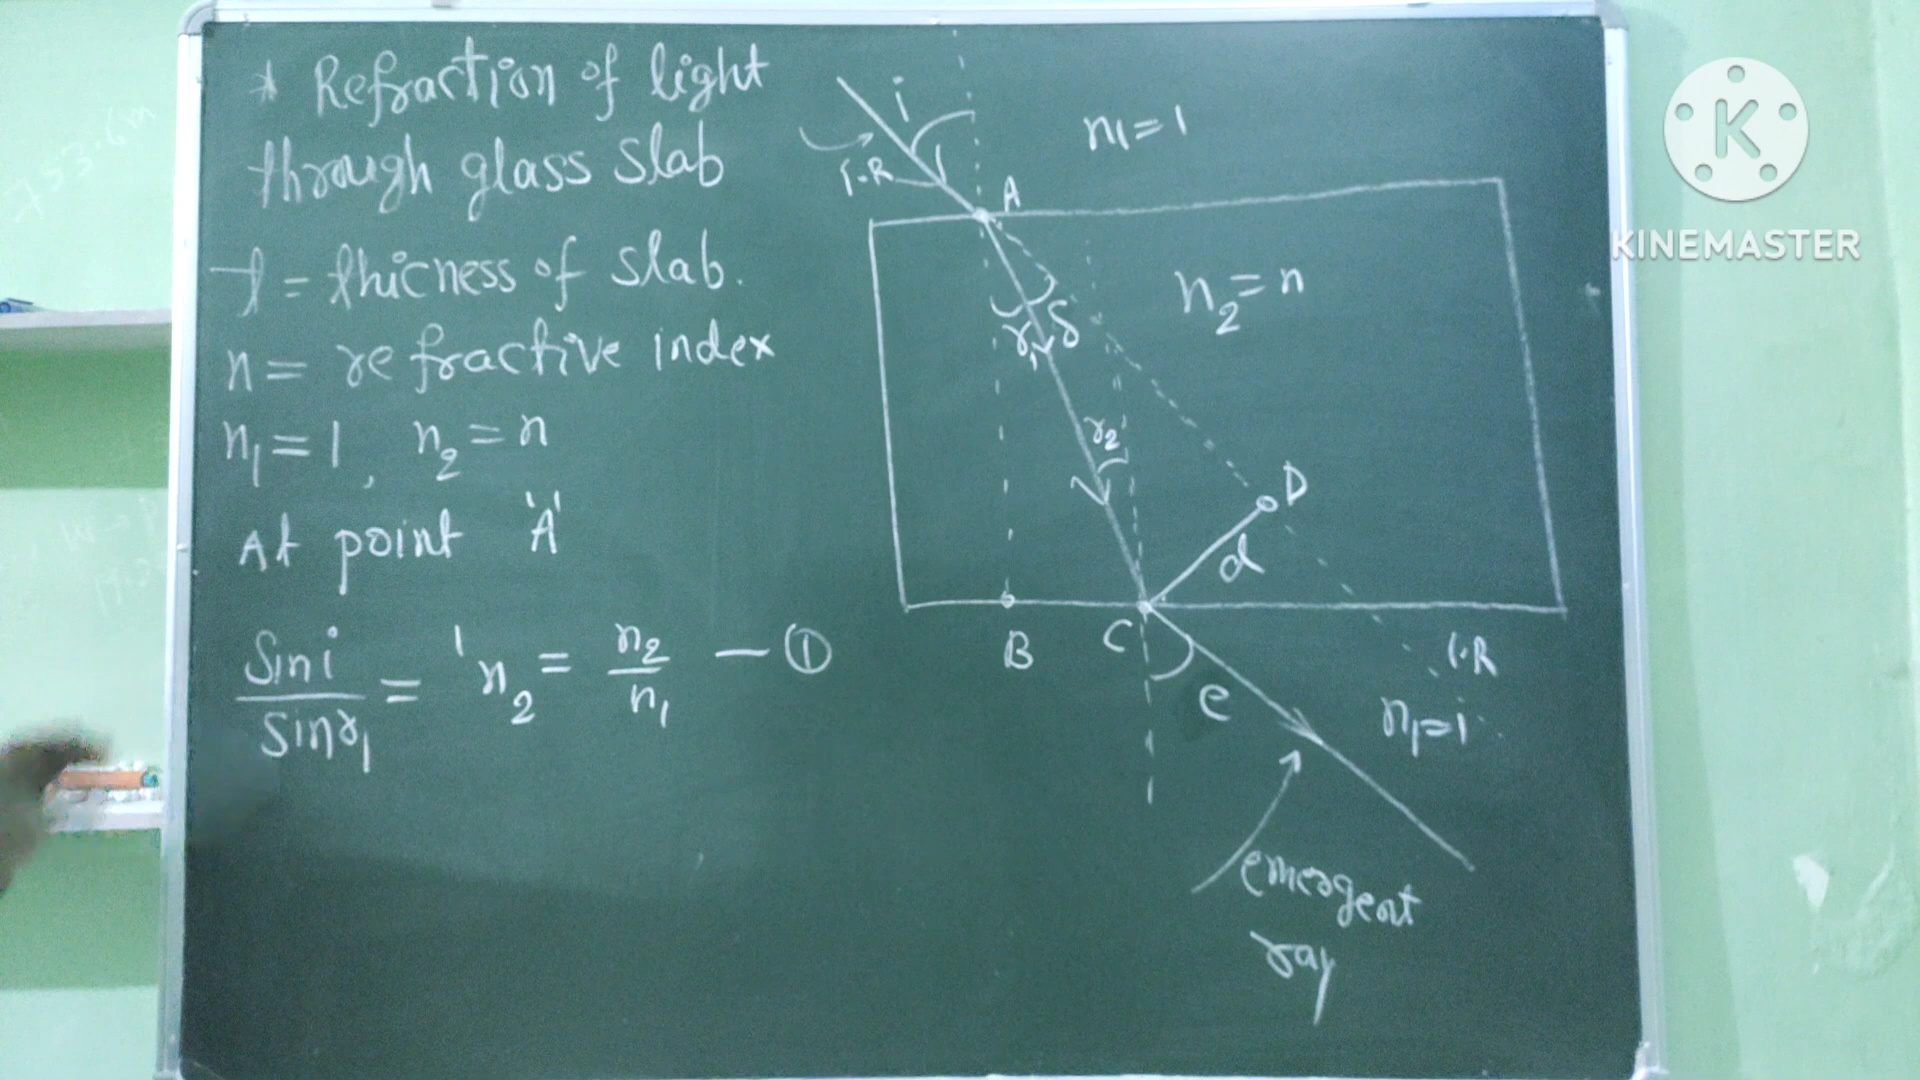 * Refraction of light
through glass slab
t = thicness of slab.
n = refractive index
n1 = 1, n2 = n
At point 'A'
Sin i / Sin r1 = 1n2 = n2 / n1 — ①
i
I.R
A
n1 = 1
n2 = n
r1
δ
r2
D
d
B
C
e
I.R
n1 = 1
emergent
ray
K
KINEMASTER